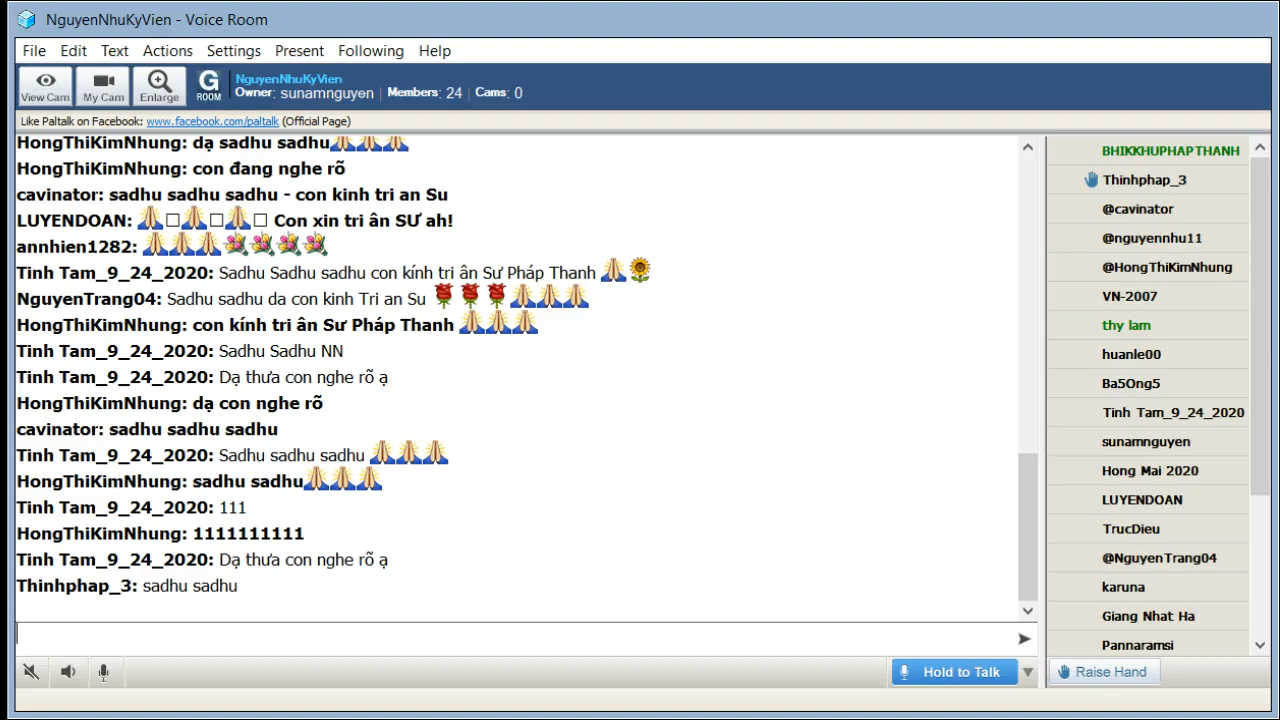 NguyenNhuKyVien - Voice Room
File Edit Text Actions Settings Present Following Help
View Cam My Cam Enlarge G ROOM NguyenNhuKyVien
Owner: sunamnguyen | Members: 24 | Cams: 0
Like Paltalk on Facebook: www.facebook.com/paltalk (Official Page)
HongThiKimNhung: dạ sadhu sadhu🙏🙏🙏
HongThiKimNhung: con đang nghe rõ
cavinator: sadhu sadhu sadhu - con kinh tri an Su
LUYENDOAN: 🙏□🙏□🙏□ Con xin tri ân SƯ ah!
annhien1282: 🙏🙏🙏💐💐💐💐
Tinh Tam_9_24_2020: Sadhu Sadhu sadhu con kính tri ân Sư Pháp Thanh 🙏🌻
NguyenTrang04: Sadhu sadhu da con kinh Tri an Su 🌹🌹🌹🙏🙏🙏
HongThiKimNhung: con kính tri ân Sư Pháp Thanh 🙏🙏🙏
Tinh Tam_9_24_2020: Sadhu Sadhu NN
Tinh Tam_9_24_2020: Dạ thưa con nghe rõ ạ
HongThiKimNhung: dạ con nghe rõ
cavinator: sadhu sadhu sadhu
Tinh Tam_9_24_2020: Sadhu sadhu sadhu 🙏🙏🙏
HongThiKimNhung: sadhu sadhu🙏🙏🙏
Tinh Tam_9_24_2020: 111
HongThiKimNhung: 1111111111
Tinh Tam_9_24_2020: Dạ thưa con nghe rõ ạ
Thinhphap_3: sadhu sadhu
BHIKKHUPHAPTHANH
Thinhphap_3
@cavinator
@nguyennhu11
@HongThiKimNhung
VN-2007
thy lam
huanle00
Ba5Ong5
Tinh Tam_9_24_2020
sunamnguyen
Hong Mai 2020
LUYENDOAN
TrucDieu
@NguyenTrang04
karuna
Giang Nhat Ha
Pannaramsi
Hold to Talk
Raise Hand